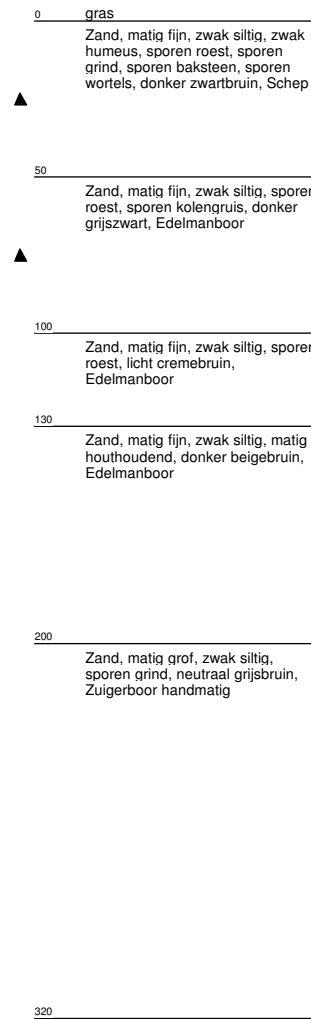 0 gras
Zand, matig fijn, zwak siltig, zwak
humeus, sporen roest, sporen
grind, sporen baksteen, sporen
wortels, donker zwartbruin, Schep
50
Zand, matig fijn, zwak siltig, sporen
roest, sporen kolengruis, donker
grijszwart, Edelmanboor
100
Zand, matig fijn, zwak siltig, sporen
roest, licht cremebruin,
Edelmanboor
130
Zand, matig fijn, zwak siltig, matig
houthoudend, donker beigebruin,
Edelmanboor
200
Zand, matig grof, zwak siltig,
sporen grind, neutraal grijsbruin,
Zuigerboor handmatig
320